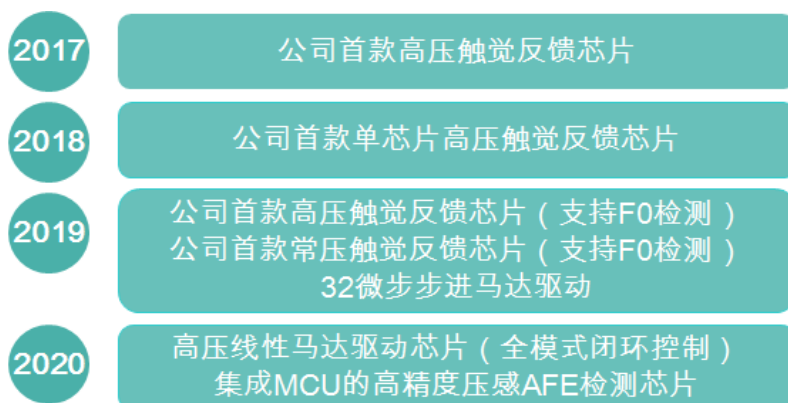 2017
公司首款高压触觉反馈芯片
2018
公司首款单芯片高压触觉反馈芯片
2019
公司首款高压触觉反馈芯片（支持F0检测）
公司首款常压触觉反馈芯片（支持F0检测）
32微步步进马达驱动
2020
高压线性马达驱动芯片（全模式闭环控制）
集成MCU的高精度压感AFE检测芯片